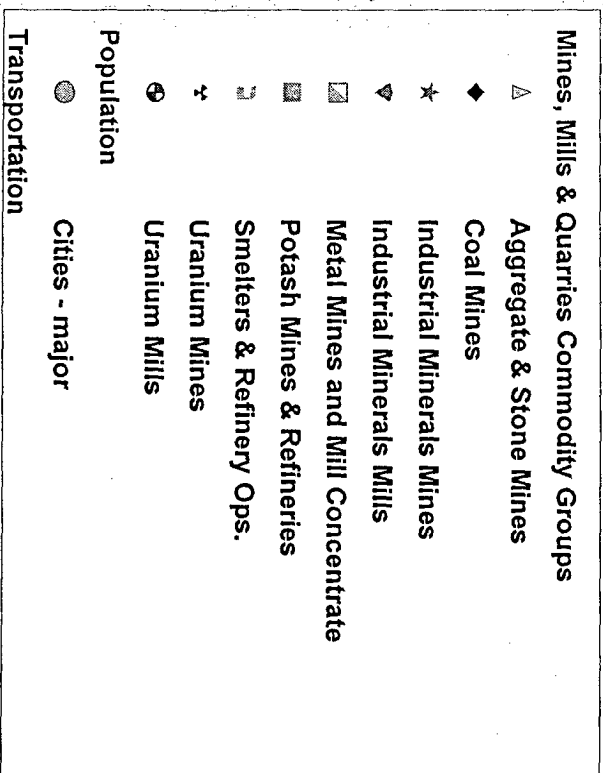 Mines, Mills & Quarries Commodity Groups
Aggregate & Stone Mines
Coal Mines
Industrial Minerals Mines
Industrial Minerals Mills
Metal Mines and Mill Concentrate
Potash Mines & Refineries
Smelters & Refinery Ops.
Uranium Mines
Uranium Mills
Population
Cities - major
Transportation